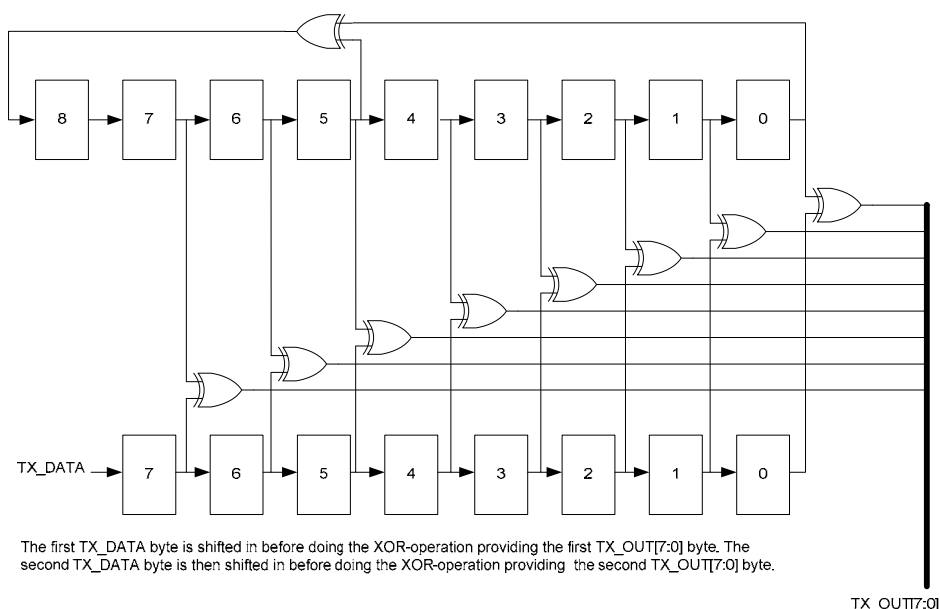 8 7 6 5 4 3 2 1 0
TX_DATA 7 6 5 4 3 2 1 0
The first TX_DATA byte is shifted in before doing the XOR-operation providing the first TX_OUT[7:0] byte. The
second TX_DATA byte is then shifted in before doing the XOR-operation providing the second TX_OUT[7:0] byte.
TX_OUT[7:0]